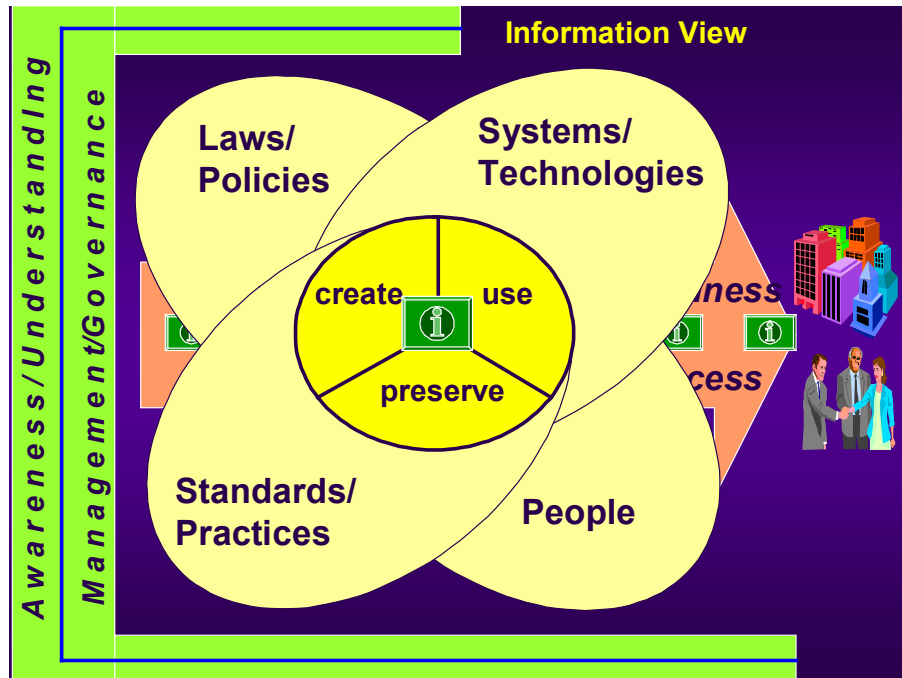 Information View
Awareness/Understanding
Management/Governance
Laws/
Policies
Systems/
Technologies
create
use
preserve
Standards/
Practices
People